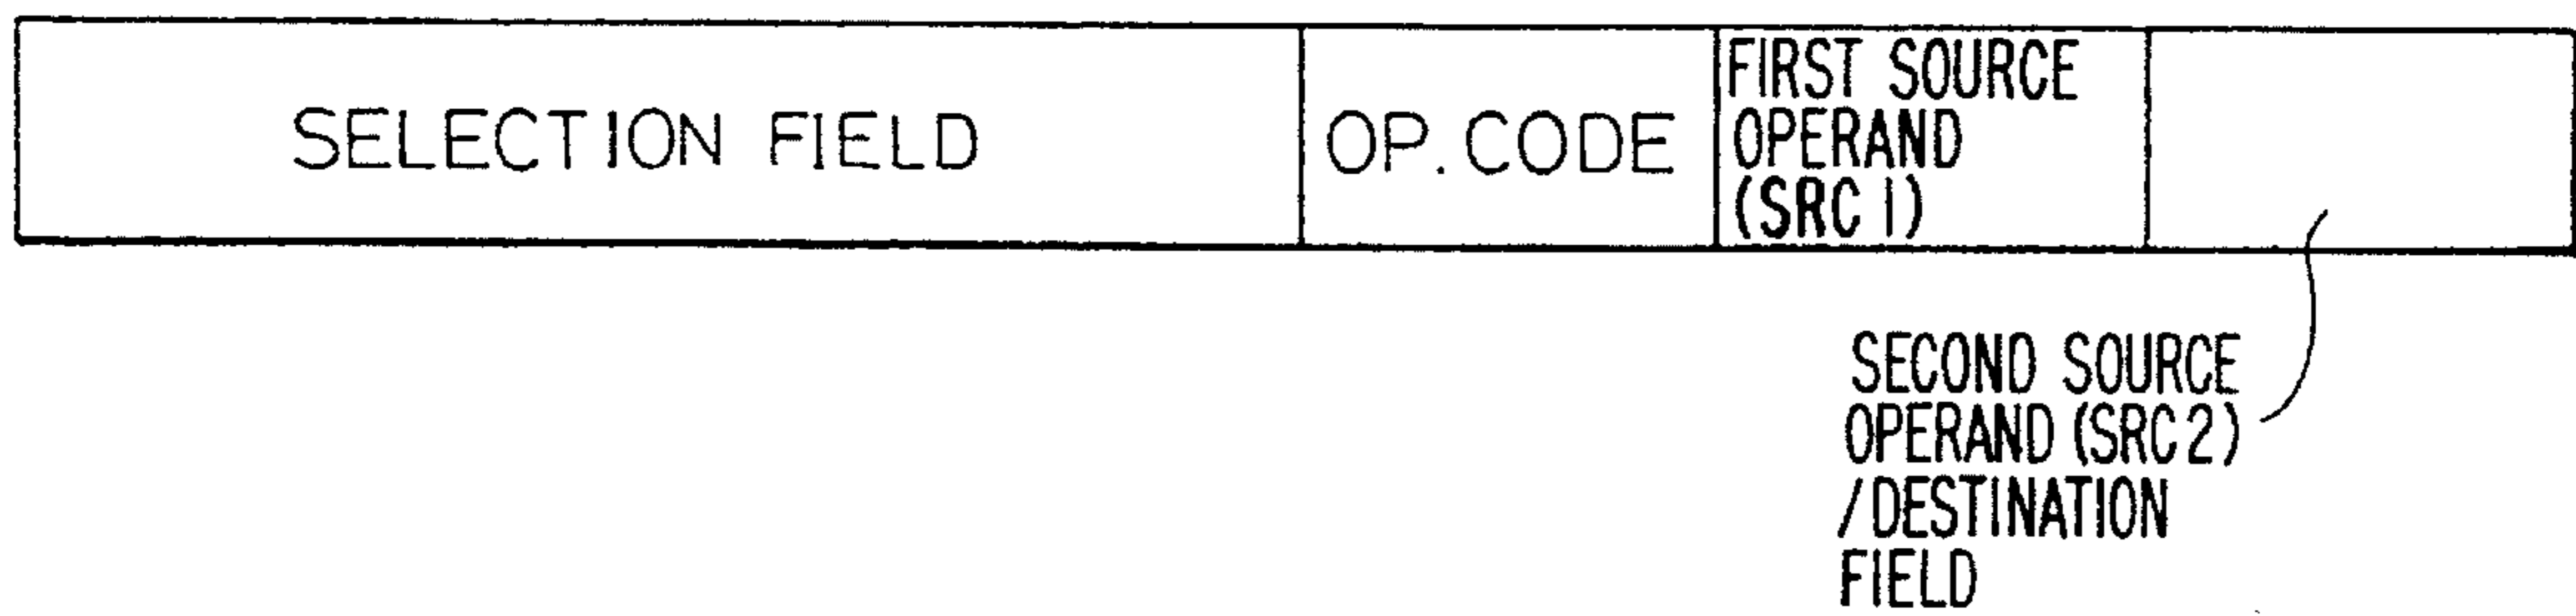 SELECTION FIELD
OP. CODE
FIRST SOURCE
OPERAND
(SRC 1)
SECOND SOURCE
OPERAND (SRC 2)
/DESTINATION
FIELD